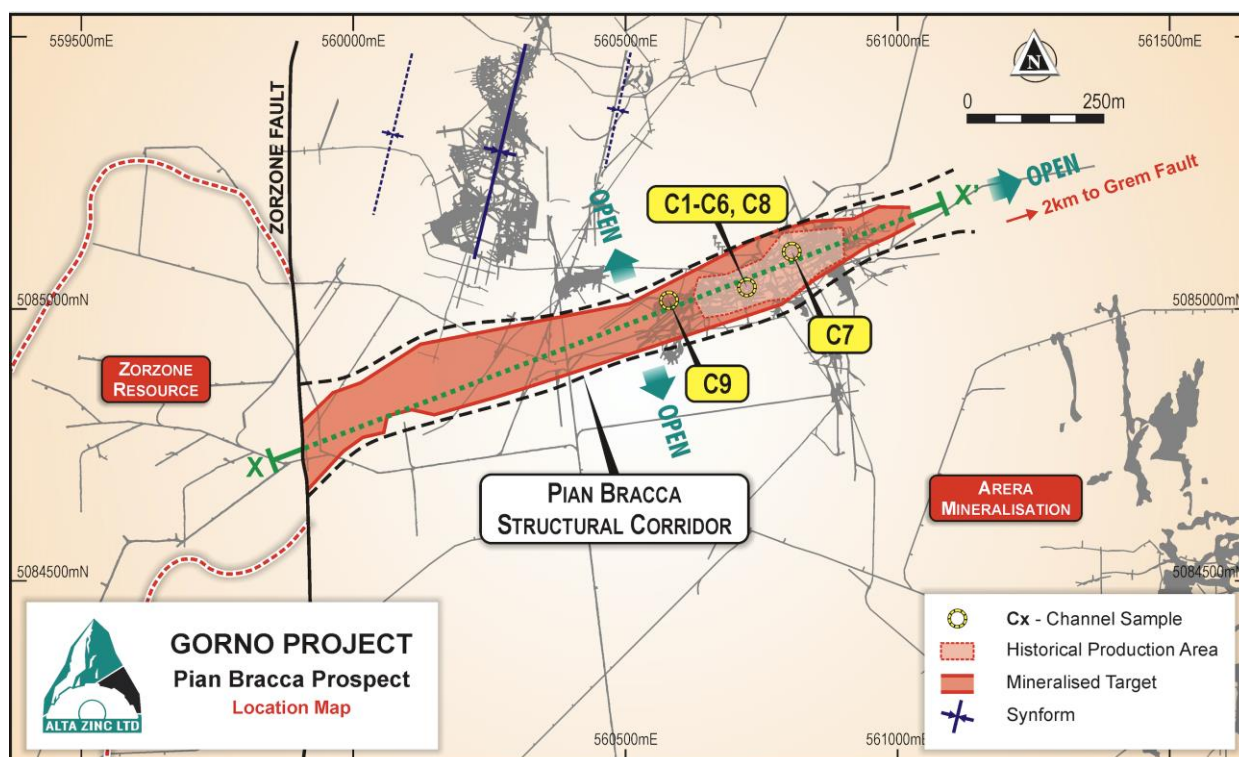 559500mE
560000mE
560500mE
561000mE
561500mE
ZORZONE FAULT
N
0
250m
OPEN
C1-C6, C8
X'
OPEN
2km to Grem Fault
5085000mN
5085000mN
C7
ZORZONE
RESOURCE
C9
OPEN
X
PIAN BRACCA
STRUCTURAL CORRIDOR
ARERA
MINERALISATION
5084500mN
5084500mN
ALTA ZINC LTD
GORNO PROJECT
Pian Bracca Prospect
Location Map
Cx - Channel Sample
Historical Production Area
Mineralised Target
Synform
560000mE
560500mE
561000mE